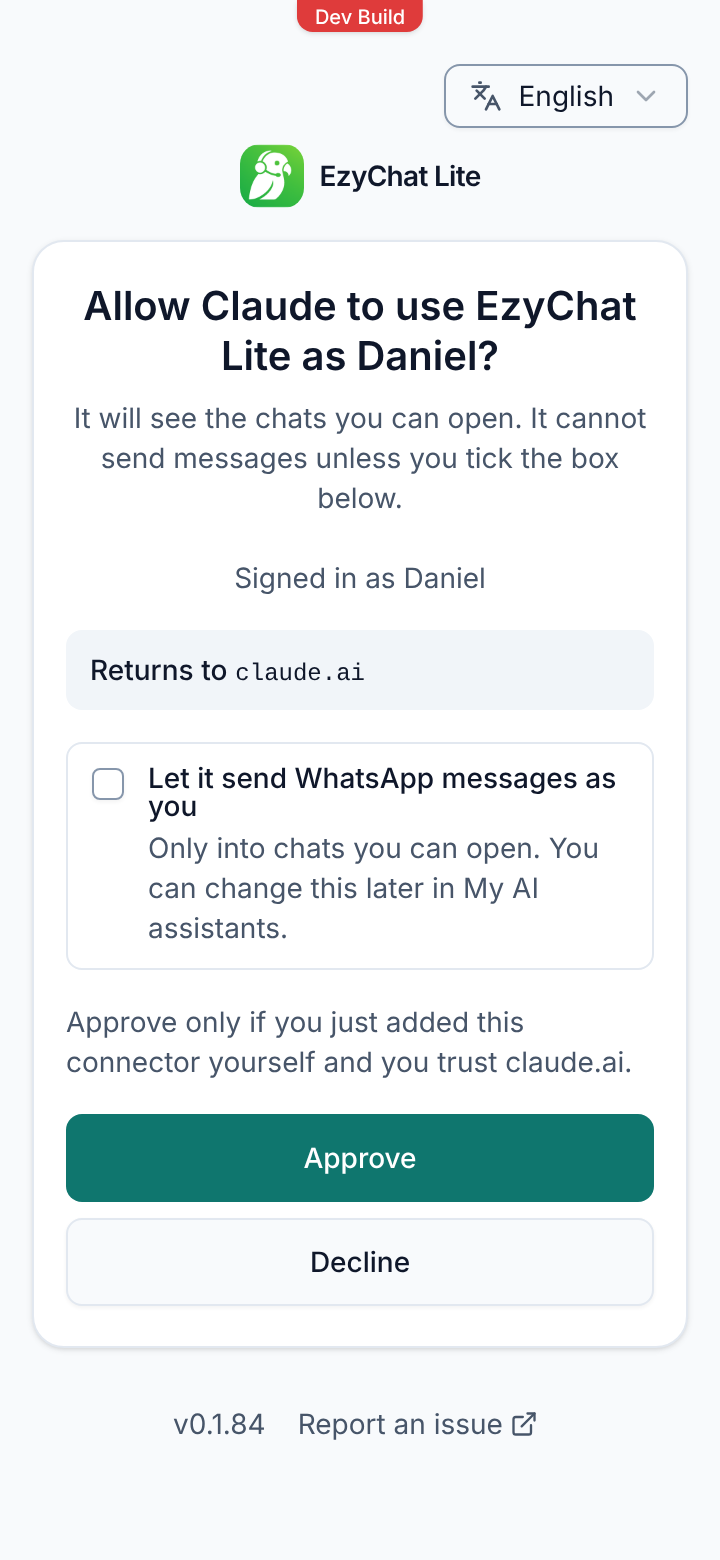 Dev Build
English
EzyChat Lite
Allow Claude to use EzyChat
Lite as Daniel?
It will see the chats you can open. It cannot
send messages unless you tick the box
below.
Signed in as Daniel
Returns to claude.ai
Let it send WhatsApp messages as
you
Only into chats you can open. You
can change this later in My AI
assistants.
Approve only if you just added this
connector yourself and you trust claude.ai.
Approve
Decline
v0.1.84 Report an issue